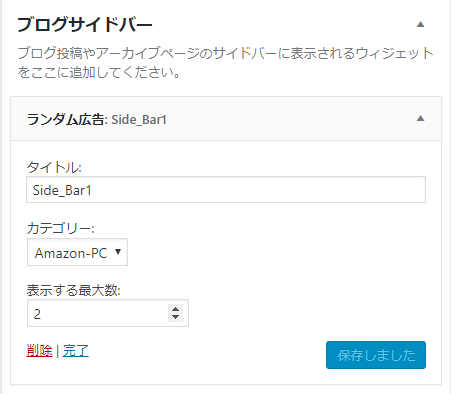 ブログサイドバー
ブログ投稿やアーカイブページのサイドバーに表示されるウィジェット
をここに追加してください。
ランダム広告: Side_Bar1
タイトル:
Side_Bar1
カテゴリー:
Amazon-PC
表示する最大数:
2
削除 | 完了
保存しました